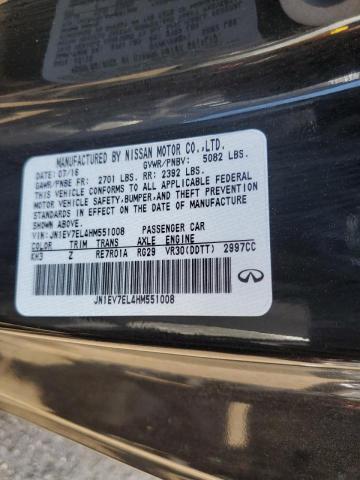 MANUFACTURED BY NISSAN MOTOR CO.,LTD.
GVWR/PNBV: 5082 LBS.
DATE: 07/16
GAWR/PNBE FR: 2701 LBS. RR: 2392 LBS.
THIS VEHICLE CONFORMS TO ALL APPLICABLE FEDERAL
MOTOR VEHICLE SAFETY,BUMPER,AND THEFT PREVENTION
STANDARDS IN EFFECT ON THE DATE OF MANUFACTURE
SHOWN ABOVE.
VIN: JN1EV7EL4HM551008 PASSENGER CAR
COLOR TRIM TRANS AXLE ENGINE
KH3 Z RE7R01A RG29 VR30(DDTT) 2997CC
JN1EV7EL4HM551008